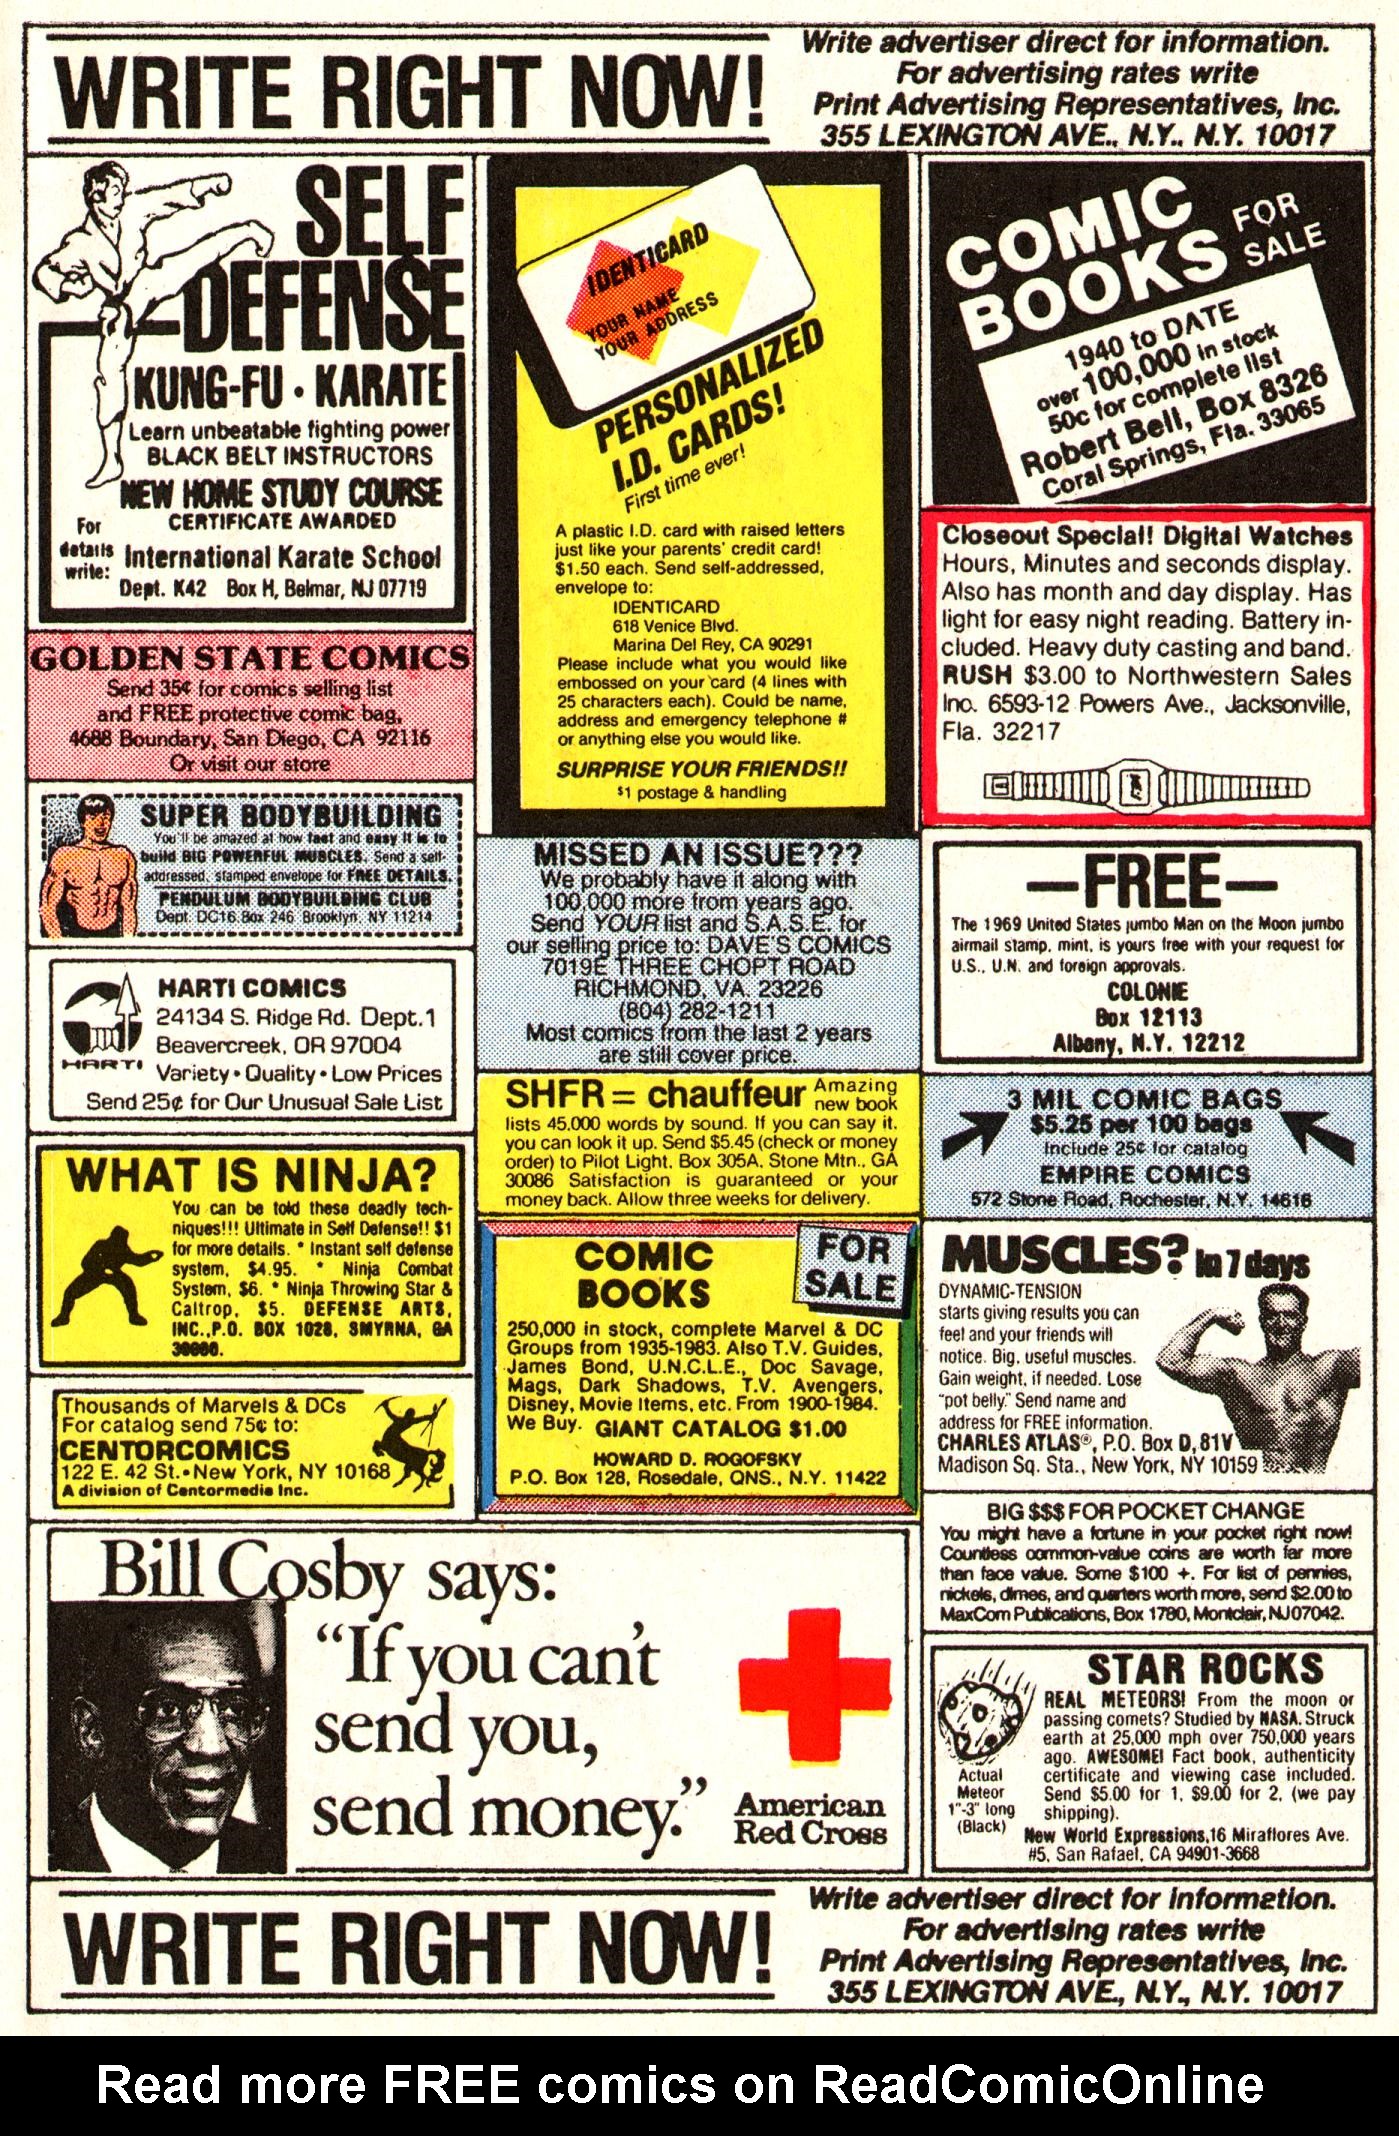 WRITE RIGHT NOW!
Write advertiser direct for information.
For advertising rates write
Print Advertising Representatives, Inc.
355 LEXINGTON AVE., N.Y., N.Y. 10017
SELF
DEFENSE
KUNG-FU · KARATE
Learn unbeatable fighting power
BLACK BELT INSTRUCTORS
NEW HOME STUDY COURSE
CERTIFICATE AWARDED
For
details
write:
International Karate School
Dept. K42 Box H, Belmar, NJ 07719
GOLDEN STATE COMICS
Send 35¢ for comics selling list
and FREE protective comic bag,
4688 Boundary, San Diego, CA 92116
Or visit our store
SUPER BODYBUILDING
You'll be amazed at how fast and easy it is to
build BIG POWERFUL MUSCLES. Send a self-
addressed, stamped envelope for FREE DETAILS.
PENDULUM BODYBUILDING CLUB
Dept. DC16 Box 246 Brooklyn, NY 11214
HARTI
HARTI COMICS
24134 S. Ridge Rd. Dept.1
Beavercreek, OR 97004
Variety • Quality • Low Prices
Send 25¢ for Our Unusual Sale List
WHAT IS NINJA?
You can be told these deadly tech-
niques!!! Ultimate in Self Defense!! $1
for more details. * Instant self defense
system, $4.95. * Ninja Combat
System, $6. * Ninja Throwing Star &
Caltrop, $5. DEFENSE ARTS,
INC., P.O. BOX 1028, SMYRNA, GA
30080.
Thousands of Marvels & DCs
For catalog send 75¢ to:
CENTORCOMICS
122 E. 42 St. • New York, NY 10168
A division of Centormedia Inc.
IDENTICARD
YOUR NAME
YOUR ADDRESS
PERSONALIZED
I.D. CARDS!
First time ever!
A plastic I.D. card with raised letters
just like your parents' credit card!
$1.50 each. Send self-addressed,
envelope to:
IDENTICARD
618 Venice Blvd.
Marina Del Rey, CA 90291
Please include what you would like
embossed on your card (4 lines with
25 characters each). Could be name,
address and emergency telephone #
or anything else you would like.
SURPRISE YOUR FRIENDS!!
$1 postage & handling
MISSED AN ISSUE???
We probably have it along with
100,000 more from years ago.
Send YOUR list and S.A.S.E. for
our selling price to: DAVE'S COMICS
7019E THREE CHOPT ROAD
RICHMOND, VA. 23226
(804) 282-1211
Most comics from the last 2 years
are still cover price.
SHFR = chauffeur Amazing
new book
lists 45,000 words by sound. If you can say it,
you can look it up. Send $5.45 (check or money
order) to Pilot Light, Box 305A, Stone Mtn., GA
30086 Satisfaction is guaranteed or your
money back. Allow three weeks for delivery.
COMIC
BOOKS
FOR
SALE
250,000 in stock, complete Marvel & DC
Groups from 1935-1983. Also T.V. Guides,
James Bond, U.N.C.L.E., Doc Savage,
Mags, Dark Shadows, T.V. Avengers,
Disney, Movie Items, etc. From 1900-1984.
We Buy. GIANT CATALOG $1.00
HOWARD D. ROGOFSKY
P.O. Box 128, Rosedale, QNS., N.Y. 11422
COMIC
BOOKS
FOR
SALE
1940 to DATE
over 100,000 in stock
50¢ for complete list
Robert Bell, Box 8326
Coral Springs, Fla. 33065
Closeout Special! Digital Watches
Hours, Minutes and seconds display.
Also has month and day display. Has
light for easy night reading. Battery in-
cluded. Heavy duty casting and band.
RUSH $3.00 to Northwestern Sales
Inc. 6593-12 Powers Ave., Jacksonville,
Fla. 32217
—FREE—
The 1969 United States jumbo Man on the Moon jumbo
airmail stamp, mint, is yours free with your request for
U.S., U.N. and foreign approvals.
COLONIE
Box 12113
Albany, N.Y. 12212
3 MIL COMIC BAGS
$5.25 per 100 bags
Include 25¢ for catalog
EMPIRE COMICS
572 Stone Road, Rochester, N.Y. 14616
MUSCLES? In 7 days
DYNAMIC-TENSION
starts giving results you can
feel and your friends will
notice. Big, useful muscles.
Gain weight, if needed. Lose
"pot belly." Send name and
address for FREE information.
CHARLES ATLAS®, P.O. Box D, 81V
Madison Sq. Sta., New York, NY 10159
BIG $$$ FOR POCKET CHANGE
You might have a fortune in your pocket right now!
Countless common-value coins are worth far more
than face value. Some $100 +. For list of pennies,
nickels, dimes, and quarters worth more, send $2.00 to
MaxCom Publications, Box 1780, Montclair, NJ 07042.
STAR ROCKS
REAL METEORS! From the moon or
passing comets? Studied by NASA. Struck
earth at 25,000 mph over 750,000 years
ago. AWESOME! Fact book, authenticity
certificate and viewing case included.
Send $5.00 for 1, $9.00 for 2, (we pay
shipping).
Actual
Meteor
1"-3" long
(Black)
New World Expressions, 16 Miraflores Ave.
#5, San Rafael, CA 94901-3668
Bill Cosby says:
"If you can't
send you,
send money."
American
Red Cross
WRITE RIGHT NOW!
Write advertiser direct for information.
For advertising rates write
Print Advertising Representatives, Inc.
355 LEXINGTON AVE., N.Y., N.Y. 10017
Read more FREE comics on ReadComicOnline